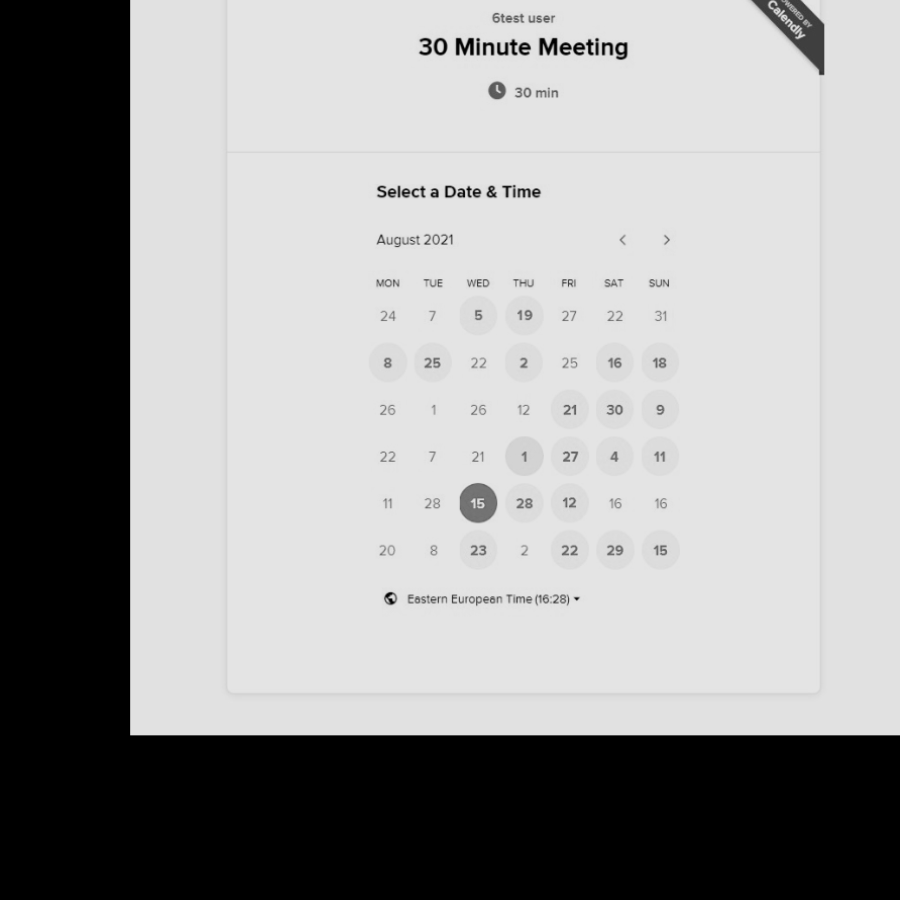 6test user
30 Minute Meeting
30 min
POWERED BY
Calendly
Select a Date & Time
August 2021
MON TUE WED THU FRI SAT SUN
24 7 5 19 27 22 31
8 25 22 2 25 16 18
26 1 26 12 21 30 9
22 7 21 1 27 4 11
11 28 15 28 12 16 16
20 8 23 2 22 29 15
Eastern European Time (16:28)